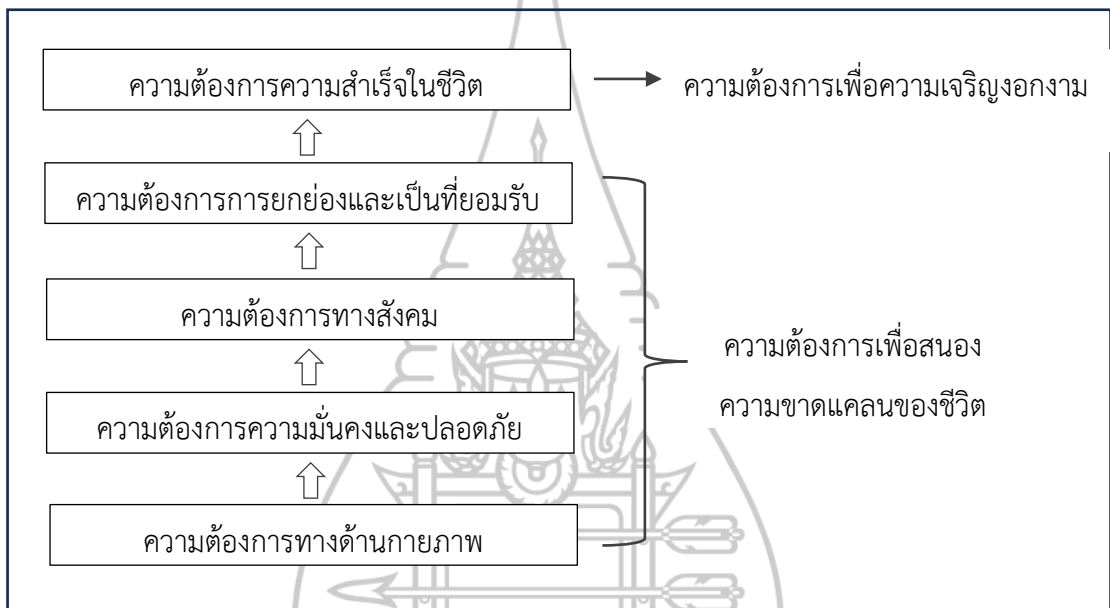 ความต้องการความสำเร็จในชีวิต
ความต้องการเพื่อความเจริญงอกงาม
ความต้องการการยกย่องและเป็นที่ยอมรับ
ความต้องการทางสังคม
ความต้องการเพื่อสนอง
ความขาดแคลนของชีวิต
ความต้องการความมั่นคงและปลอดภัย
ความต้องการทางด้านกายภาพ